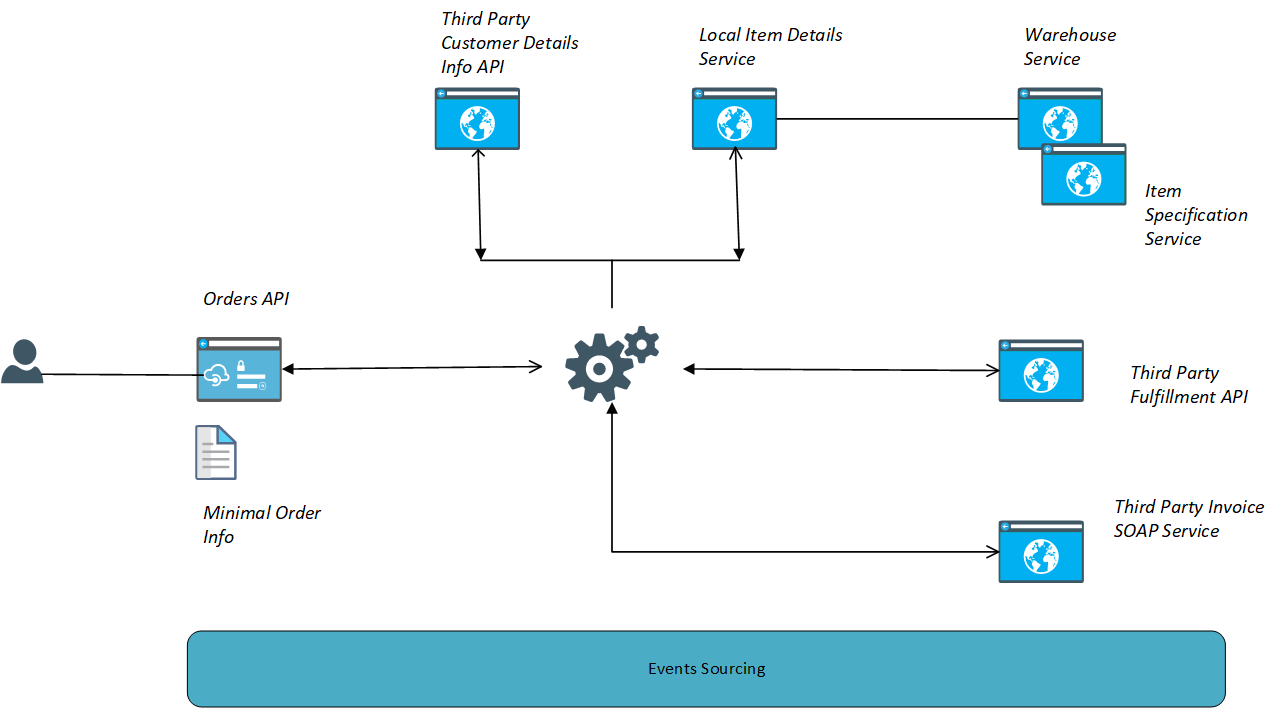 Third Party
Customer Details
Info API
Local Item Details
Service
Warehouse
Service
Item
Specification
Service
Orders API
Third Party
Fulfillment API
Minimal Order
Info
Third Party Invoice
SOAP Service
Events Sourcing